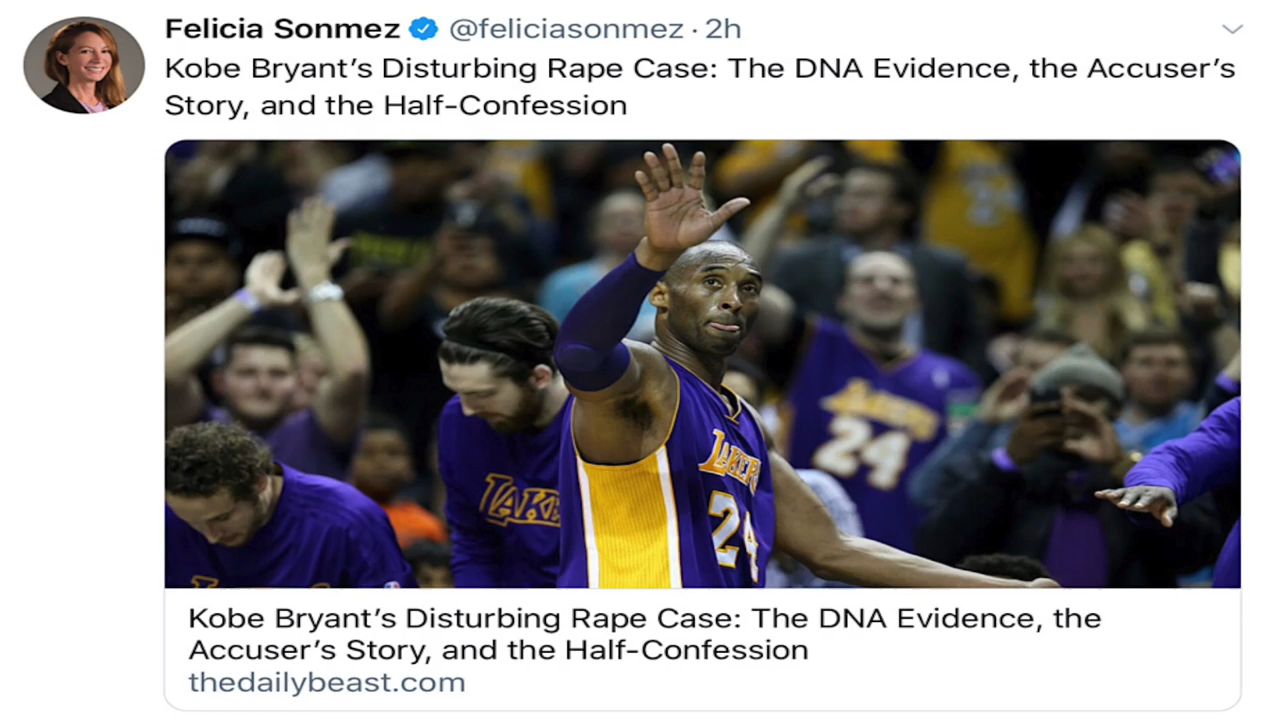 Felicia Sonmez @feliciasonmez · 2h
Kobe Bryant’s Disturbing Rape Case: The DNA Evidence, the Accuser’s
Story, and the Half-Confession
LAKERS
24
LAKE
LAKERS
24
Kobe Bryant’s Disturbing Rape Case: The DNA Evidence, the
Accuser’s Story, and the Half-Confession
thedailybeast.com